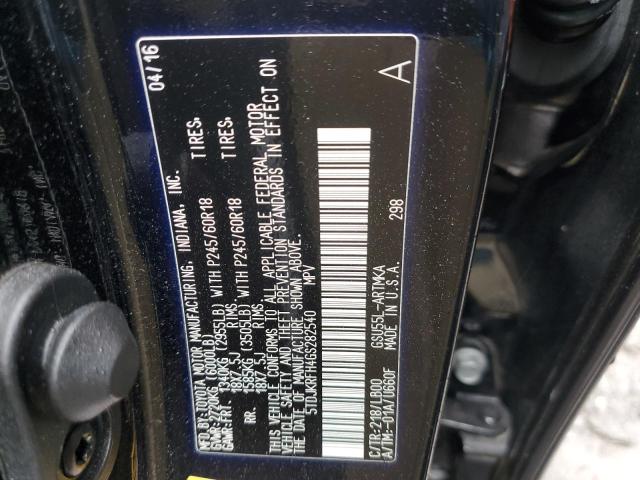 MFD.BY:TOYOTA MOTOR MANUFACTURING, INDIANA, INC. 04/16
GVWR:2720KG (6000LB)
GAWR:FRT. 1340KG (2955LB) WITH P245/60R18 TIRES:
18X7.5J RIMS.
RR. 1585KG (3505LB) WITH P245/60R18 TIRES:
18X7.5J RIMS.
THIS VEHICLE CONFORMS TO ALL APPLICABLE FEDERAL MOTOR
VEHICLE SAFETY AND THEFT PREVENTION STANDARDS IN EFFECT ON
THE DATE OF MANUFACTURE SHOWN ABOVE.
5TDJKRFH4GS282540 MPV
298 A
C/TR:218/LB00 GSU55L-ARTMKA
A/TM:-01A/U660F MADE IN U.S.A.